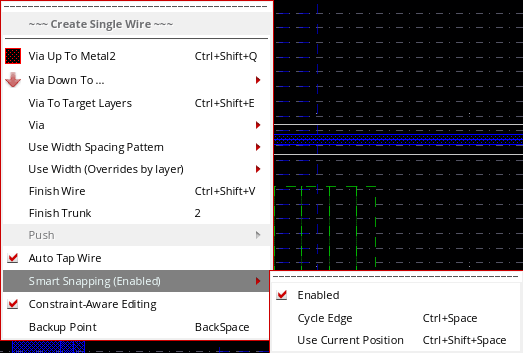 ~~~ Create Single Wire ~~~
Via Up To Metal2 Ctrl+Shift+Q
Via Down To ...
Via To Target Layers Ctrl+Shift+E
Via
Use Width Spacing Pattern
Use Width (Overrides by layer)
Finish Wire Ctrl+Shift+V
Finish Trunk 2
Push
Auto Tap Wire
Smart Snapping (Enabled)
Constraint-Aware Editing
Backup Point BackSpace
Enabled
Cycle Edge Ctrl+Space
Use Current Position Ctrl+Shift+Space